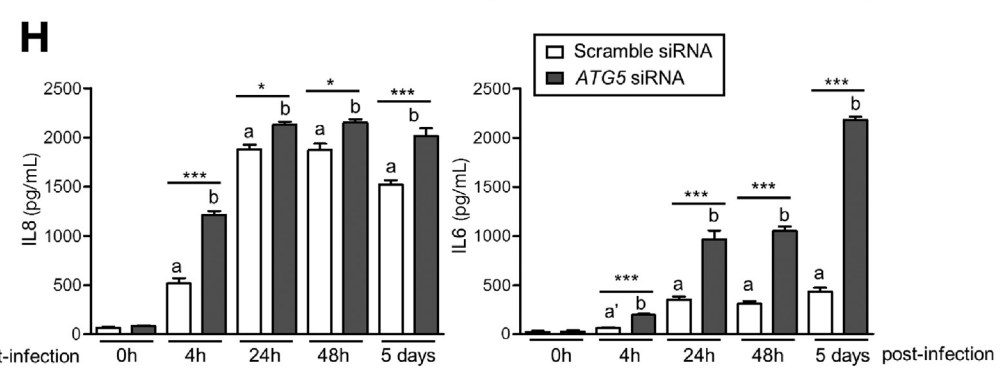 H
Scramble siRNA
ATG5 siRNA
IL8 (pg/mL)
2500
2000
1500
1000
500
0
a
b
***
a
b
*
a
b
*
a
b
***
t-infection 0h 4h 24h 48h 5 days
IL6 (pg/mL)
2500
2000
1500
1000
500
0
a'
b
***
a
b
***
a
b
***
a
b
***
0h 4h 24h 48h 5 days post-infection